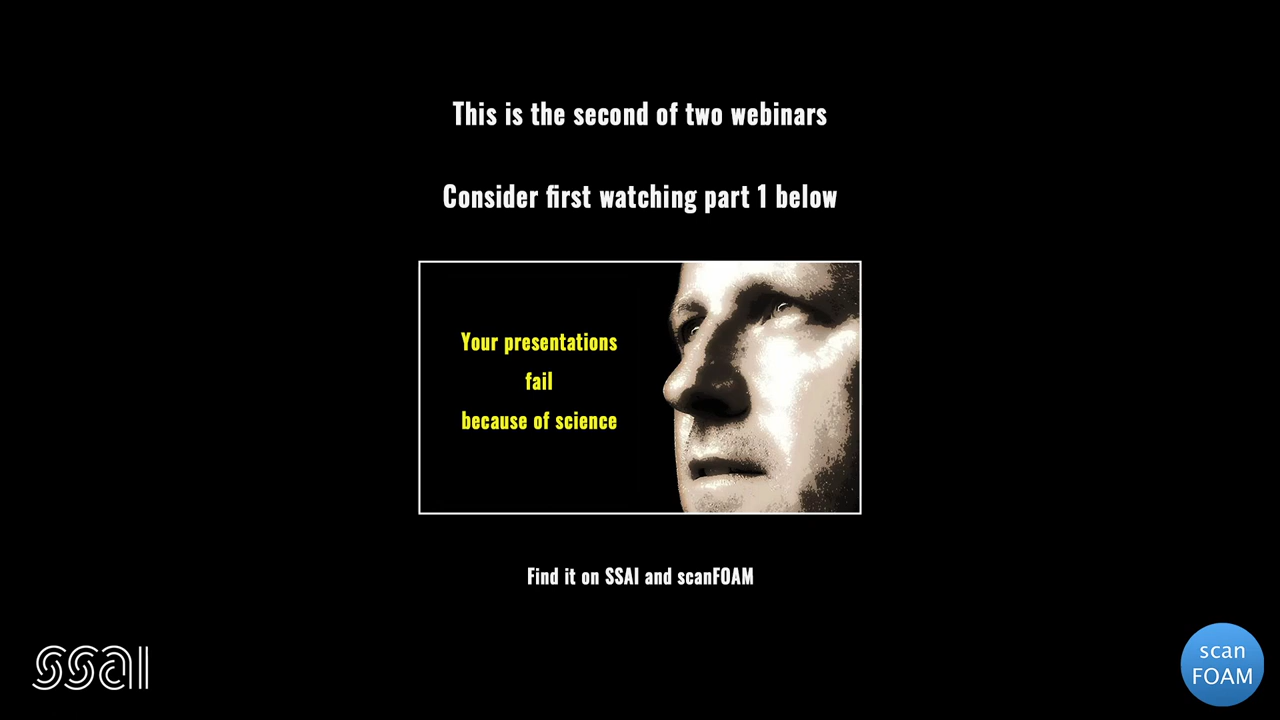 This is the second of two webinars
Consider first watching part 1 below
Your presentations
fail
because of science
Find it on SSAI and scanFOAM
ssai
scan
FOAM